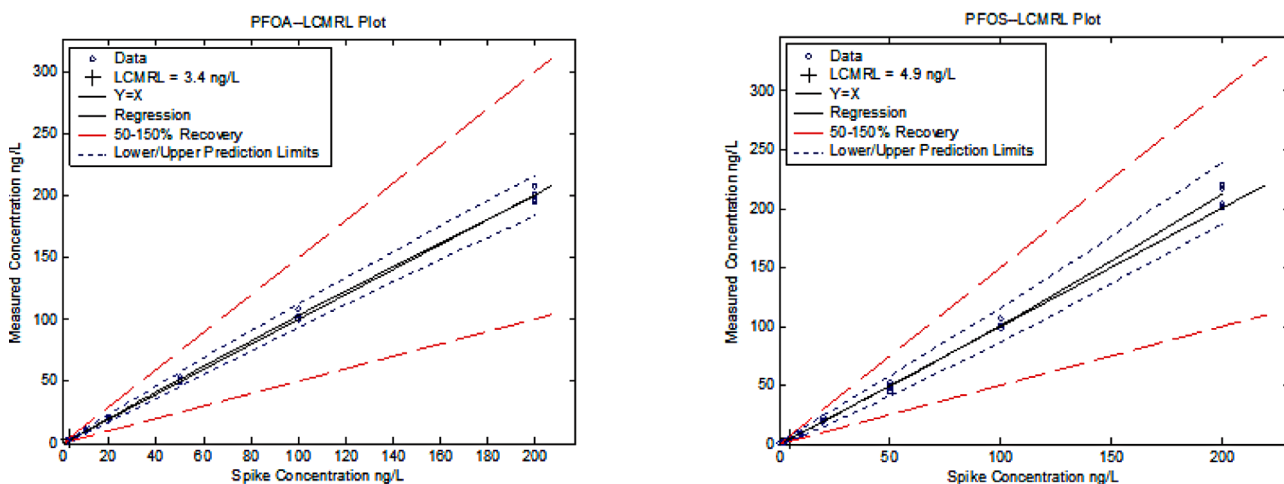 PFOA–LCMRL Plot
Data
LCMRL = 3.4 ng/L
Y=X
Regression
50-150% Recovery
Lower/Upper Prediction Limits
Measured Concentration ng/L
300
250
200
150
100
50
0
0 20 40 60 80 100 120 140 160 180 200
Spike Concentration ng/L
PFOS–LCMRL Plot
Data
LCMRL = 4.9 ng/L
Y=X
Regression
50-150% Recovery
Lower/Upper Prediction Limits
Measured Concentration ng/L
300
250
200
150
100
50
0
0 50 100 150 200
Spike Concentration ng/L